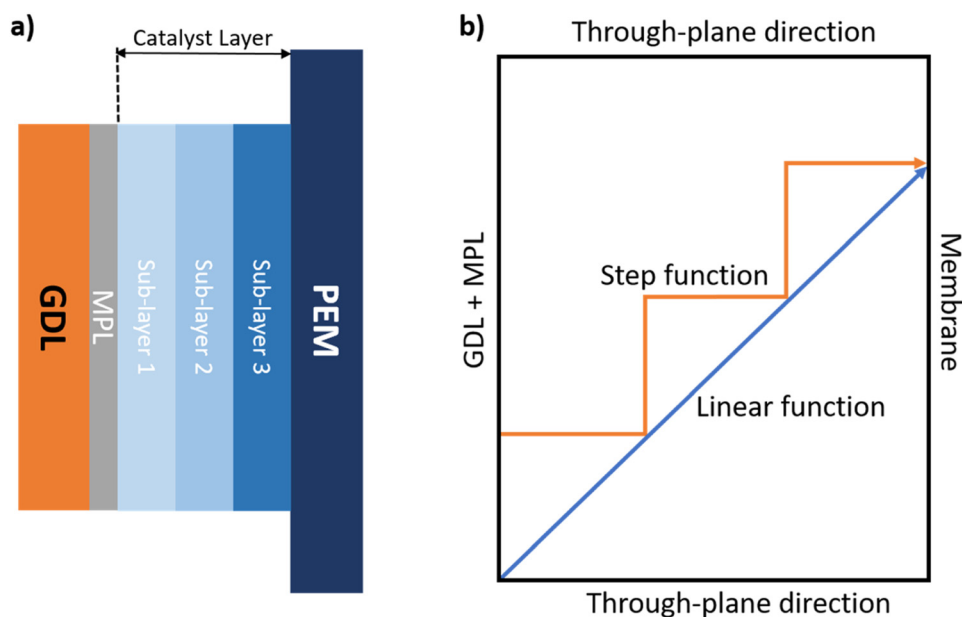 a)
Catalyst Layer
GDL
MPL
Sub-layer 1
Sub-layer 2
Sub-layer 3
PEM
b)
Through-plane direction
GDL + MPL
Step function
Linear function
Membrane
Through-plane direction